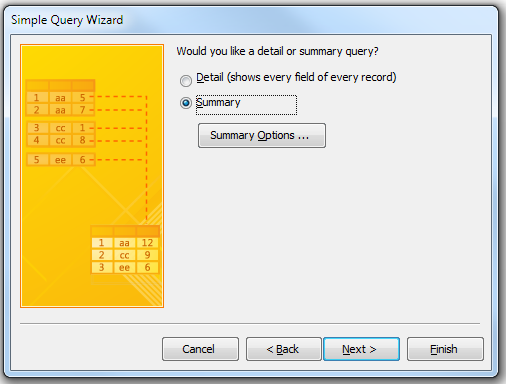 Simple Query Wizard
Would you like a detail or summary query?
Detail (shows every field of every record)
Summary
Summary Options ...
1 aa 5
2 aa 7
3 cc 1
4 cc 8
5 ee 6
1 aa 12
2 cc 9
3 ee 6
Cancel
< Back
Next >
Finish